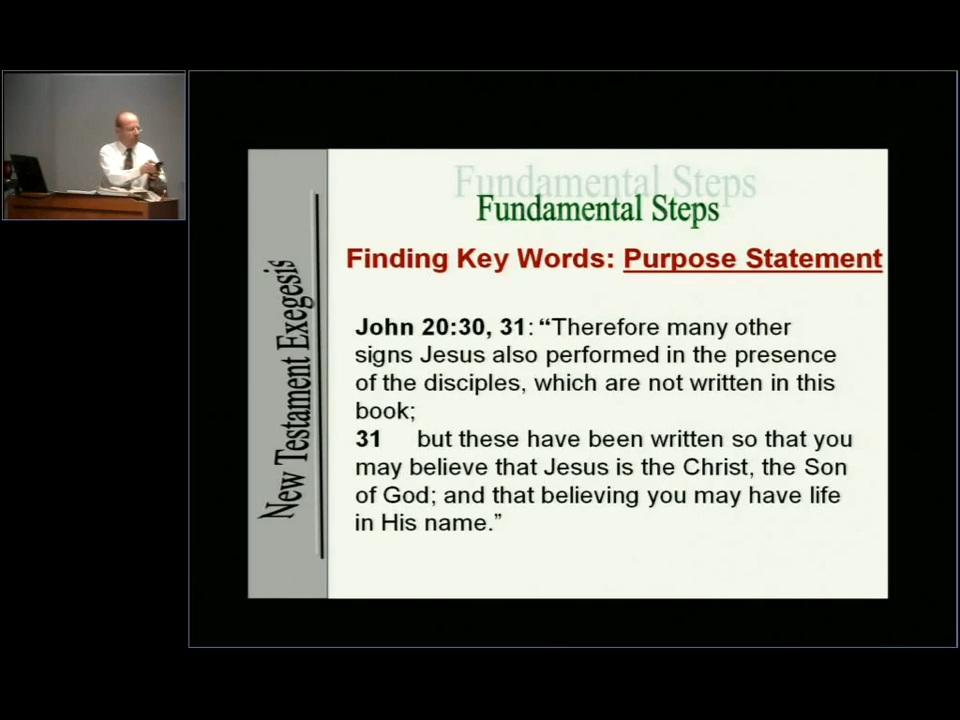 Fundamental Steps
Fundamental Steps
Finding Key Words: Purpose Statement
New Testament Exegesis
John 20:30, 31: “Therefore many other
signs Jesus also performed in the presence
of the disciples, which are not written in this
book;
31 but these have been written so that you
may believe that Jesus is the Christ, the Son
of God; and that believing you may have life
in His name.”